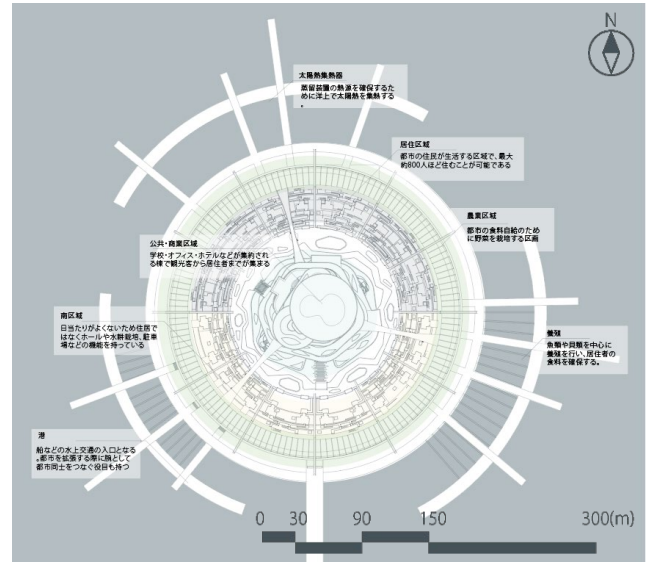 N
太陽熱集熱器
蒸留装置の熱源を確保するた
めに洋上で太陽熱を集熱する
。
居住区域
都市の住民が生活する区域で、最大
約800人ほど住むことが可能である
農業区域
都市の食料自給のため
に野菜を栽培する区画
公共・商業区域
学校・オフィス・ホテルなどが集約され
る棟で観光客から居住者までが集まる
南区域
日当たりがよくないため住居で
はなくホールや水耕栽培、駐車
場などの機能を持っている
養殖
魚類や貝類を中心に
養殖を行い、居住者の
食料を確保する。
港
船などの水上交通の入口となる
。都市を拡張する際に腕として
都市同士をつなぐ役目も持つ
0 30 90 150 300(m)